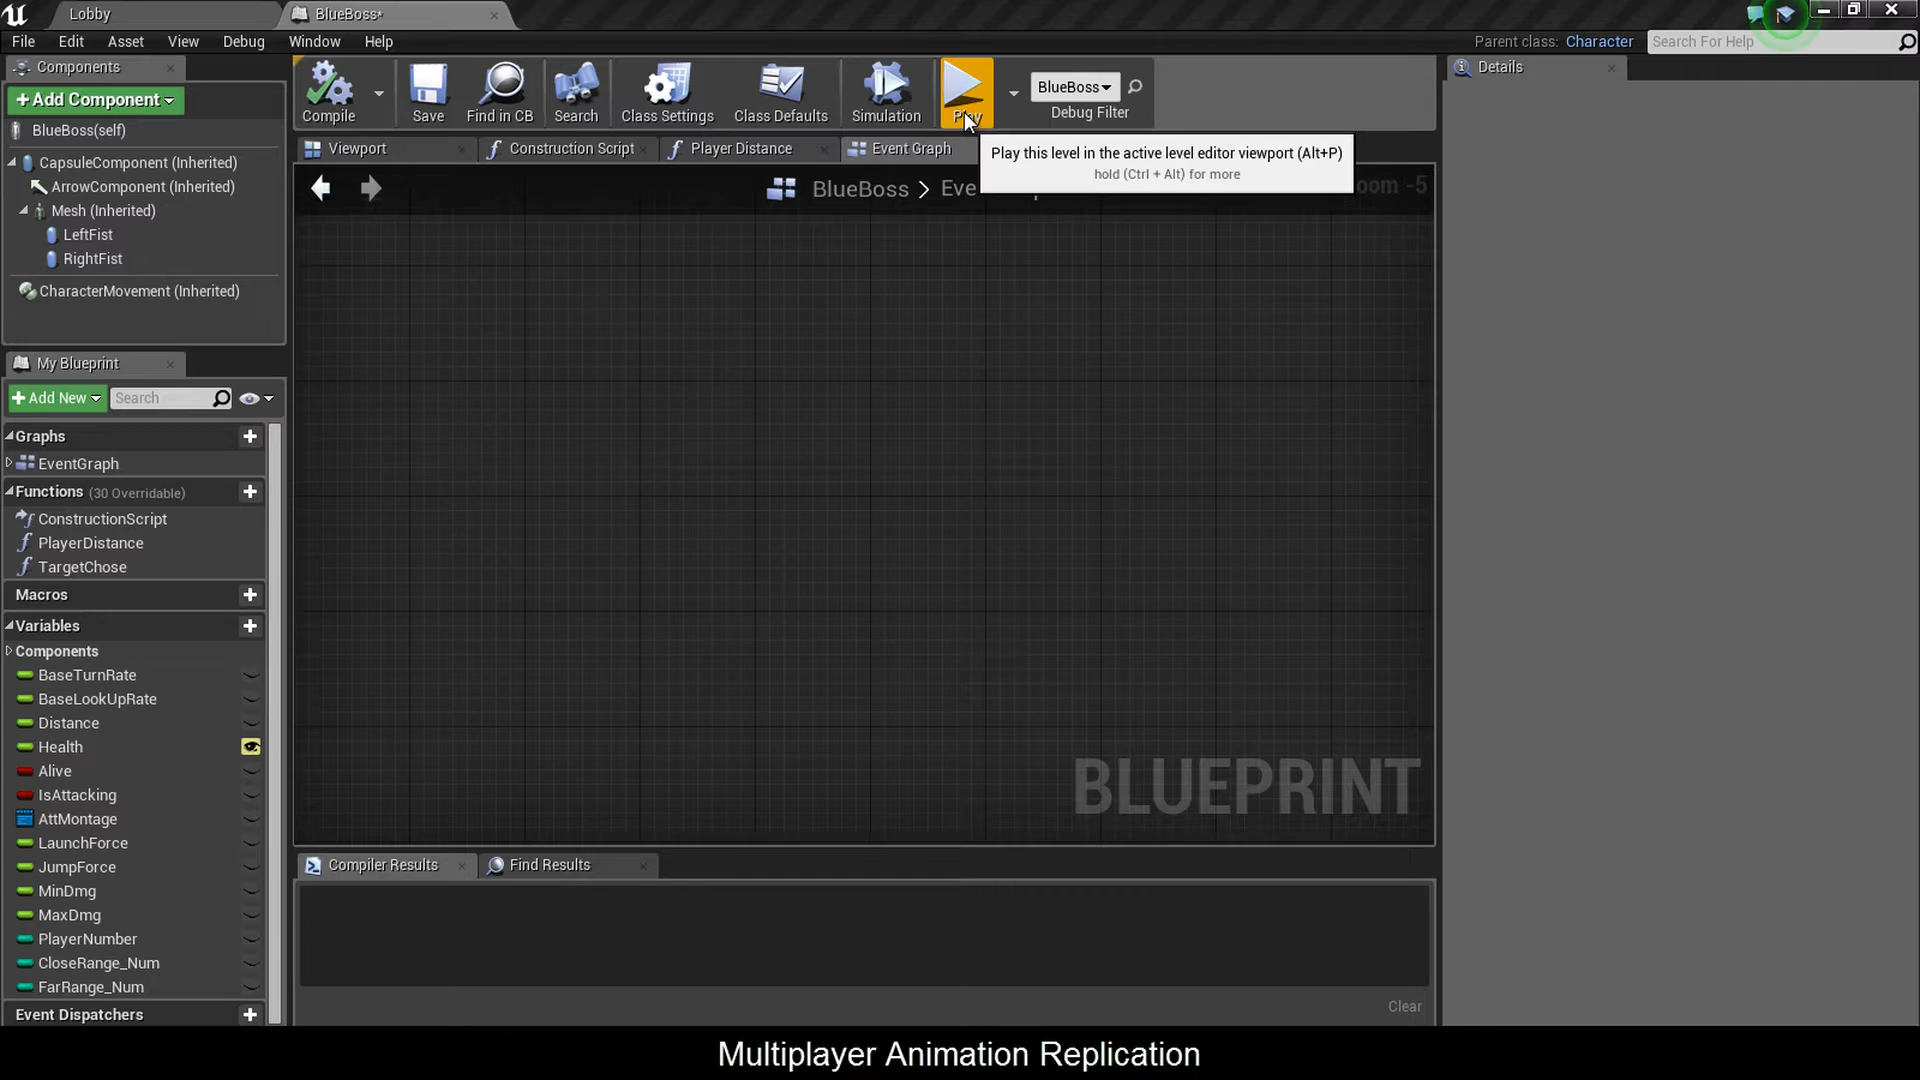 Lobby
BlueBoss*
File Edit Asset View Debug Window Help
Parent class: Character
Search For Help
Components
+Add Component
BlueBoss(self)
CapsuleComponent (Inherited)
ArrowComponent (Inherited)
Mesh (Inherited)
LeftFist
RightFist
CharacterMovement (Inherited)
Compile
Save
Find in CB
Search
Class Settings
Class Defaults
Simulation
Play
BlueBoss
Debug Filter
Details
Viewport
Construction Script
Player Distance
Event Graph
Play this level in the active level editor viewport (Alt+P)
hold (Ctrl + Alt) for more
BlueBoss > Eve
oom -5
My Blueprint
+Add New
Search
Graphs
EventGraph
Functions (30 Overridable)
ConstructionScript
PlayerDistance
TargetChose
Macros
Variables
Components
BaseTurnRate
BaseLookUpRate
Distance
Health
Alive
IsAttacking
AttMontage
LaunchForce
JumpForce
MinDmg
MaxDmg
PlayerNumber
CloseRange_Num
FarRange_Num
Event Dispatchers
BLUEPRINT
Compiler Results
Find Results
Clear
Multiplayer Animation Replication